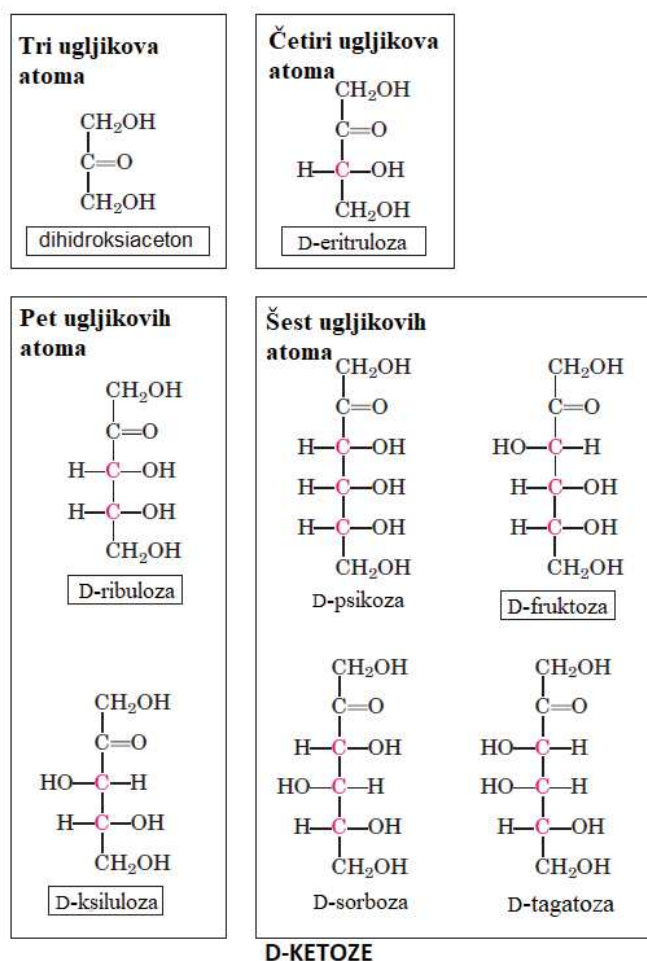 Tri ugljikova
atoma
CH₂OH
C=O
CH₂OH
dihidroksiaceton
Četiri ugljikova
atoma
CH₂OH
C=O
H—C—OH
CH₂OH
D-eritruloza
Pet ugljikovih
atoma
CH₂OH
C=O
H—C—OH
H—C—OH
CH₂OH
D-ribuloza
CH₂OH
C=O
HO—C—H
H—C—OH
CH₂OH
D-ksiluloza
Šest ugljikovih
atoma
CH₂OH
C=O
H—C—OH
H—C—OH
H—C—OH
CH₂OH
D-psikoza
CH₂OH
C=O
HO—C—H
H—C—OH
H—C—OH
CH₂OH
D-fruktoza
CH₂OH
C=O
H—C—OH
HO—C—H
H—C—OH
CH₂OH
D-sorboza
CH₂OH
C=O
HO—C—H
HO—C—H
H—C—OH
CH₂OH
D-tagatoza
D-KETOZE